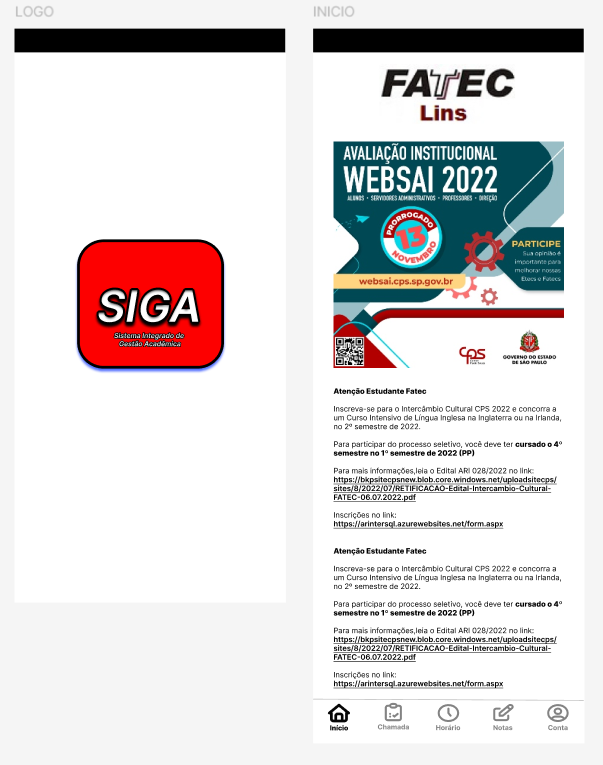 LOGO
INICIO
SIGA
Sistema Integrado de
Gestão Acadêmica
FATEC
Lins
AVALIAÇÃO INSTITUCIONAL
WEBSAI 2022
ALUNOS • SERVIDORES ADMINISTRATIVOS • PROFESSORES • DIREÇÃO
PRORROGADO
13
NOVEMBRO
PARTICIPE
Sua opinião é
importante para
melhorar nossas
Etecs e Fatecs
websai.cps.sp.gov.br
cps
GOVERNO DO ESTADO
DE SÃO PAULO
Atenção Estudante Fatec
Inscreva-se para o Intercâmbio Cultural CPS 2022 e concorra a
um Curso Intensivo de Língua Inglesa na Inglaterra ou na Irlanda,
no 2º semestre de 2022.
Para participar do processo seletivo, você deve ter cursado o 4º
semestre no 1º semestre de 2022 (PP)
Para mais informações,leia o Edital ARI 028/2022 no link:
https://bkpsitecpsnew.blob.core.windows.net/uploadsitecps/
sites/8/2022/07/RETIFICACAO-Edital-Intercambio-Cultural-
FATEC-06.07.2022.pdf
Inscrições no link:
https://arintersql.azurewebsites.net/form.aspx
Atenção Estudante Fatec
Inscreva-se para o Intercâmbio Cultural CPS 2022 e concorra a
um Curso Intensivo de Língua Inglesa na Inglaterra ou na Irlanda,
no 2º semestre de 2022.
Para participar do processo seletivo, você deve ter cursado o 4º
semestre no 1º semestre de 2022 (PP)
Para mais informações,leia o Edital ARI 028/2022 no link:
https://bkpsitecpsnew.blob.core.windows.net/uploadsitecps/
sites/8/2022/07/RETIFICACAO-Edital-Intercambio-Cultural-
FATEC-06.07.2022.pdf
Inscrições no link:
https://arintersql.azurewebsites.net/form.aspx
Início
Chamada
Horário
Notas
Conta